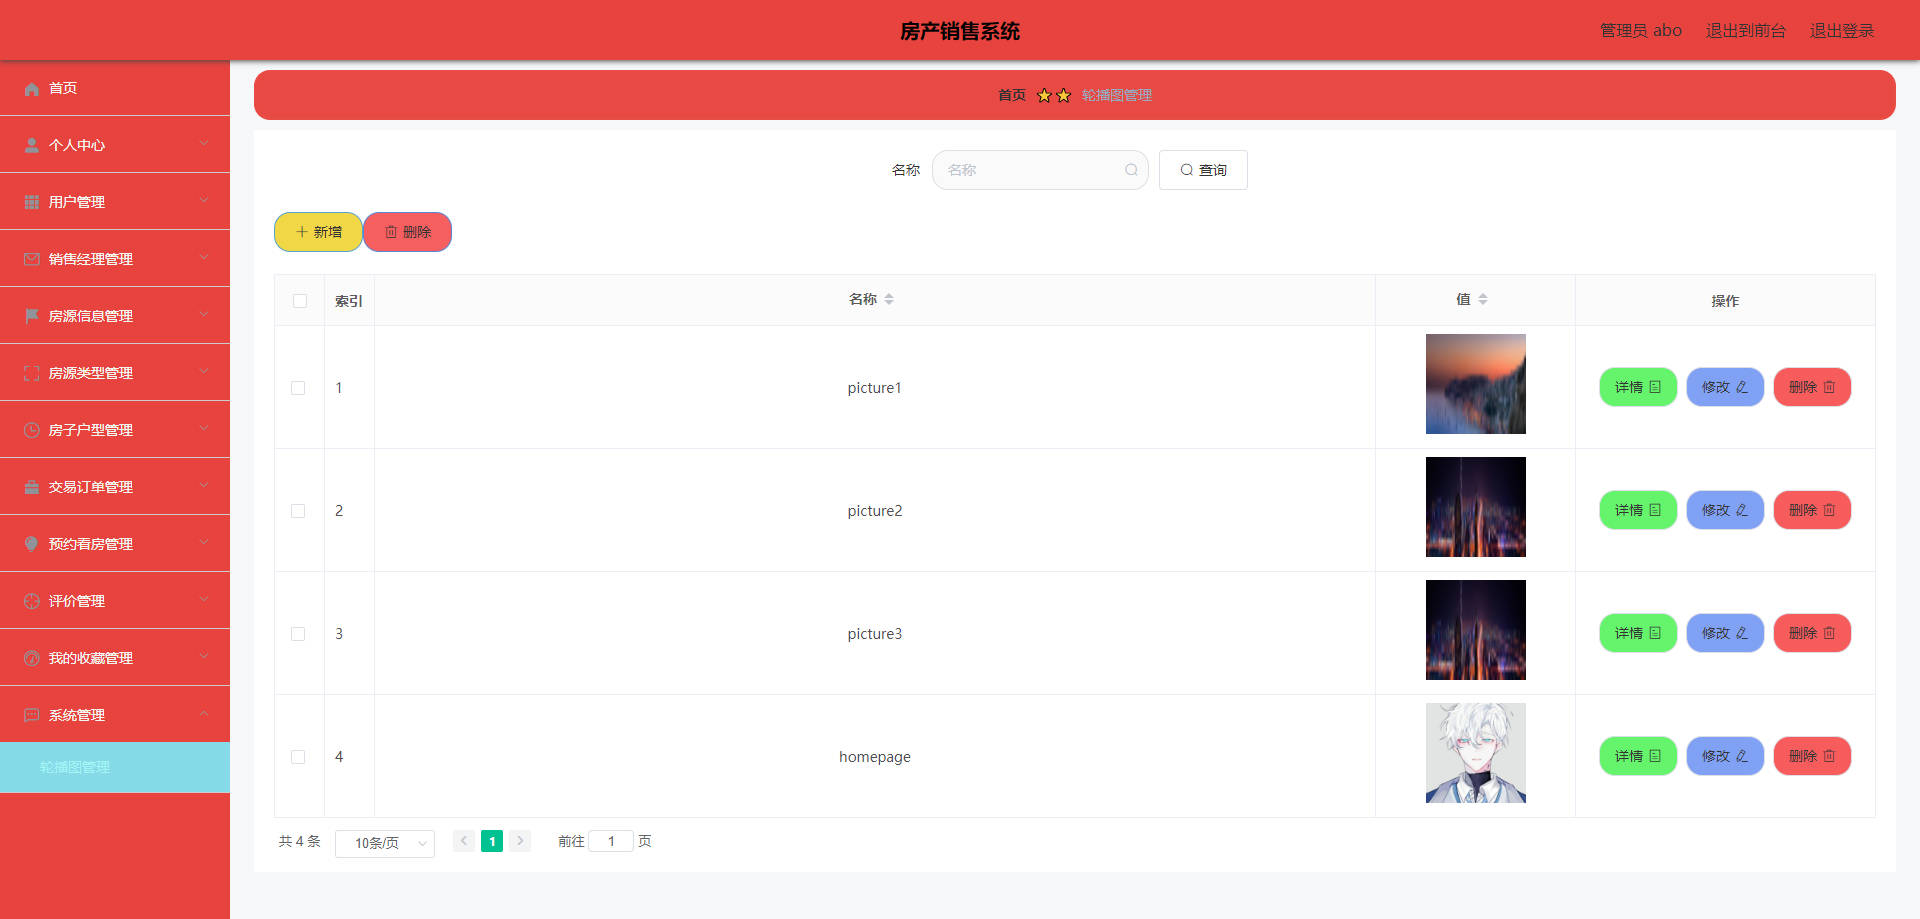 房产销售系统
管理员 abo 退出到前台 退出登录
首页
个人中心
用户管理
销售经理管理
房源信息管理
房源类型管理
房子户型管理
交易订单管理
预约看房管理
评价管理
我的收藏管理
系统管理
轮播图管理
首页 轮播图管理
名称 名称 查询
新增 删除
索引 名称 值 操作
1 picture1 详情 修改 删除
2 picture2 详情 修改 删除
3 picture3 详情 修改 删除
4 homepage 详情 修改 删除
共 4 条 10条/页 1 前往 1 页